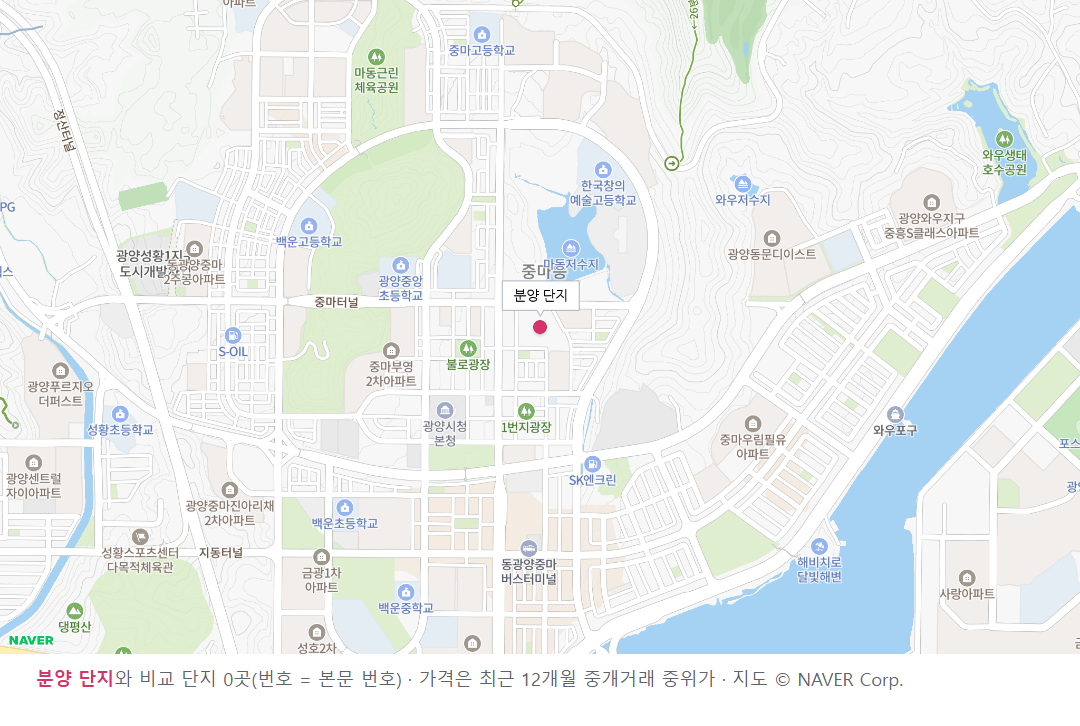 아파트
중마고등학교
마동근린
체육공원
정산터널
와우생태
호수공원
한국창의
예술고등학교
와우저수지
PG
광양와우지구
중흥S클래스아파트
백운고등학교
광양동문디이스트
광양성황1지구
도시개발
동광양중마
2주공아파트
마동저수지
중마동
광양중앙
초등학교
분양 단지
중마터널
S-OIL
불로광장
중마부영
2차아파트
광양푸르지오
더퍼스트
성황초등학교
광양시청
본청
1번지광장
와우포구
중마우림필유
아파트
광양센트럴
자이아파트
SK엔크린
광양중마진아리채
2차아파트
백운초등학교
성황스포츠센터
다목적체육관
지동터널
동광양중마
버스터미널
해비치로
달빛해변
금광1차
아파트
사랑아파트
백운중학교
댕평산
성호2차
NAVER
분양 단지와 비교 단지 0곳(번호 = 본문 번호) · 가격은 최근 12개월 중개거래 중위가 · 지도 © NAVER Corp.